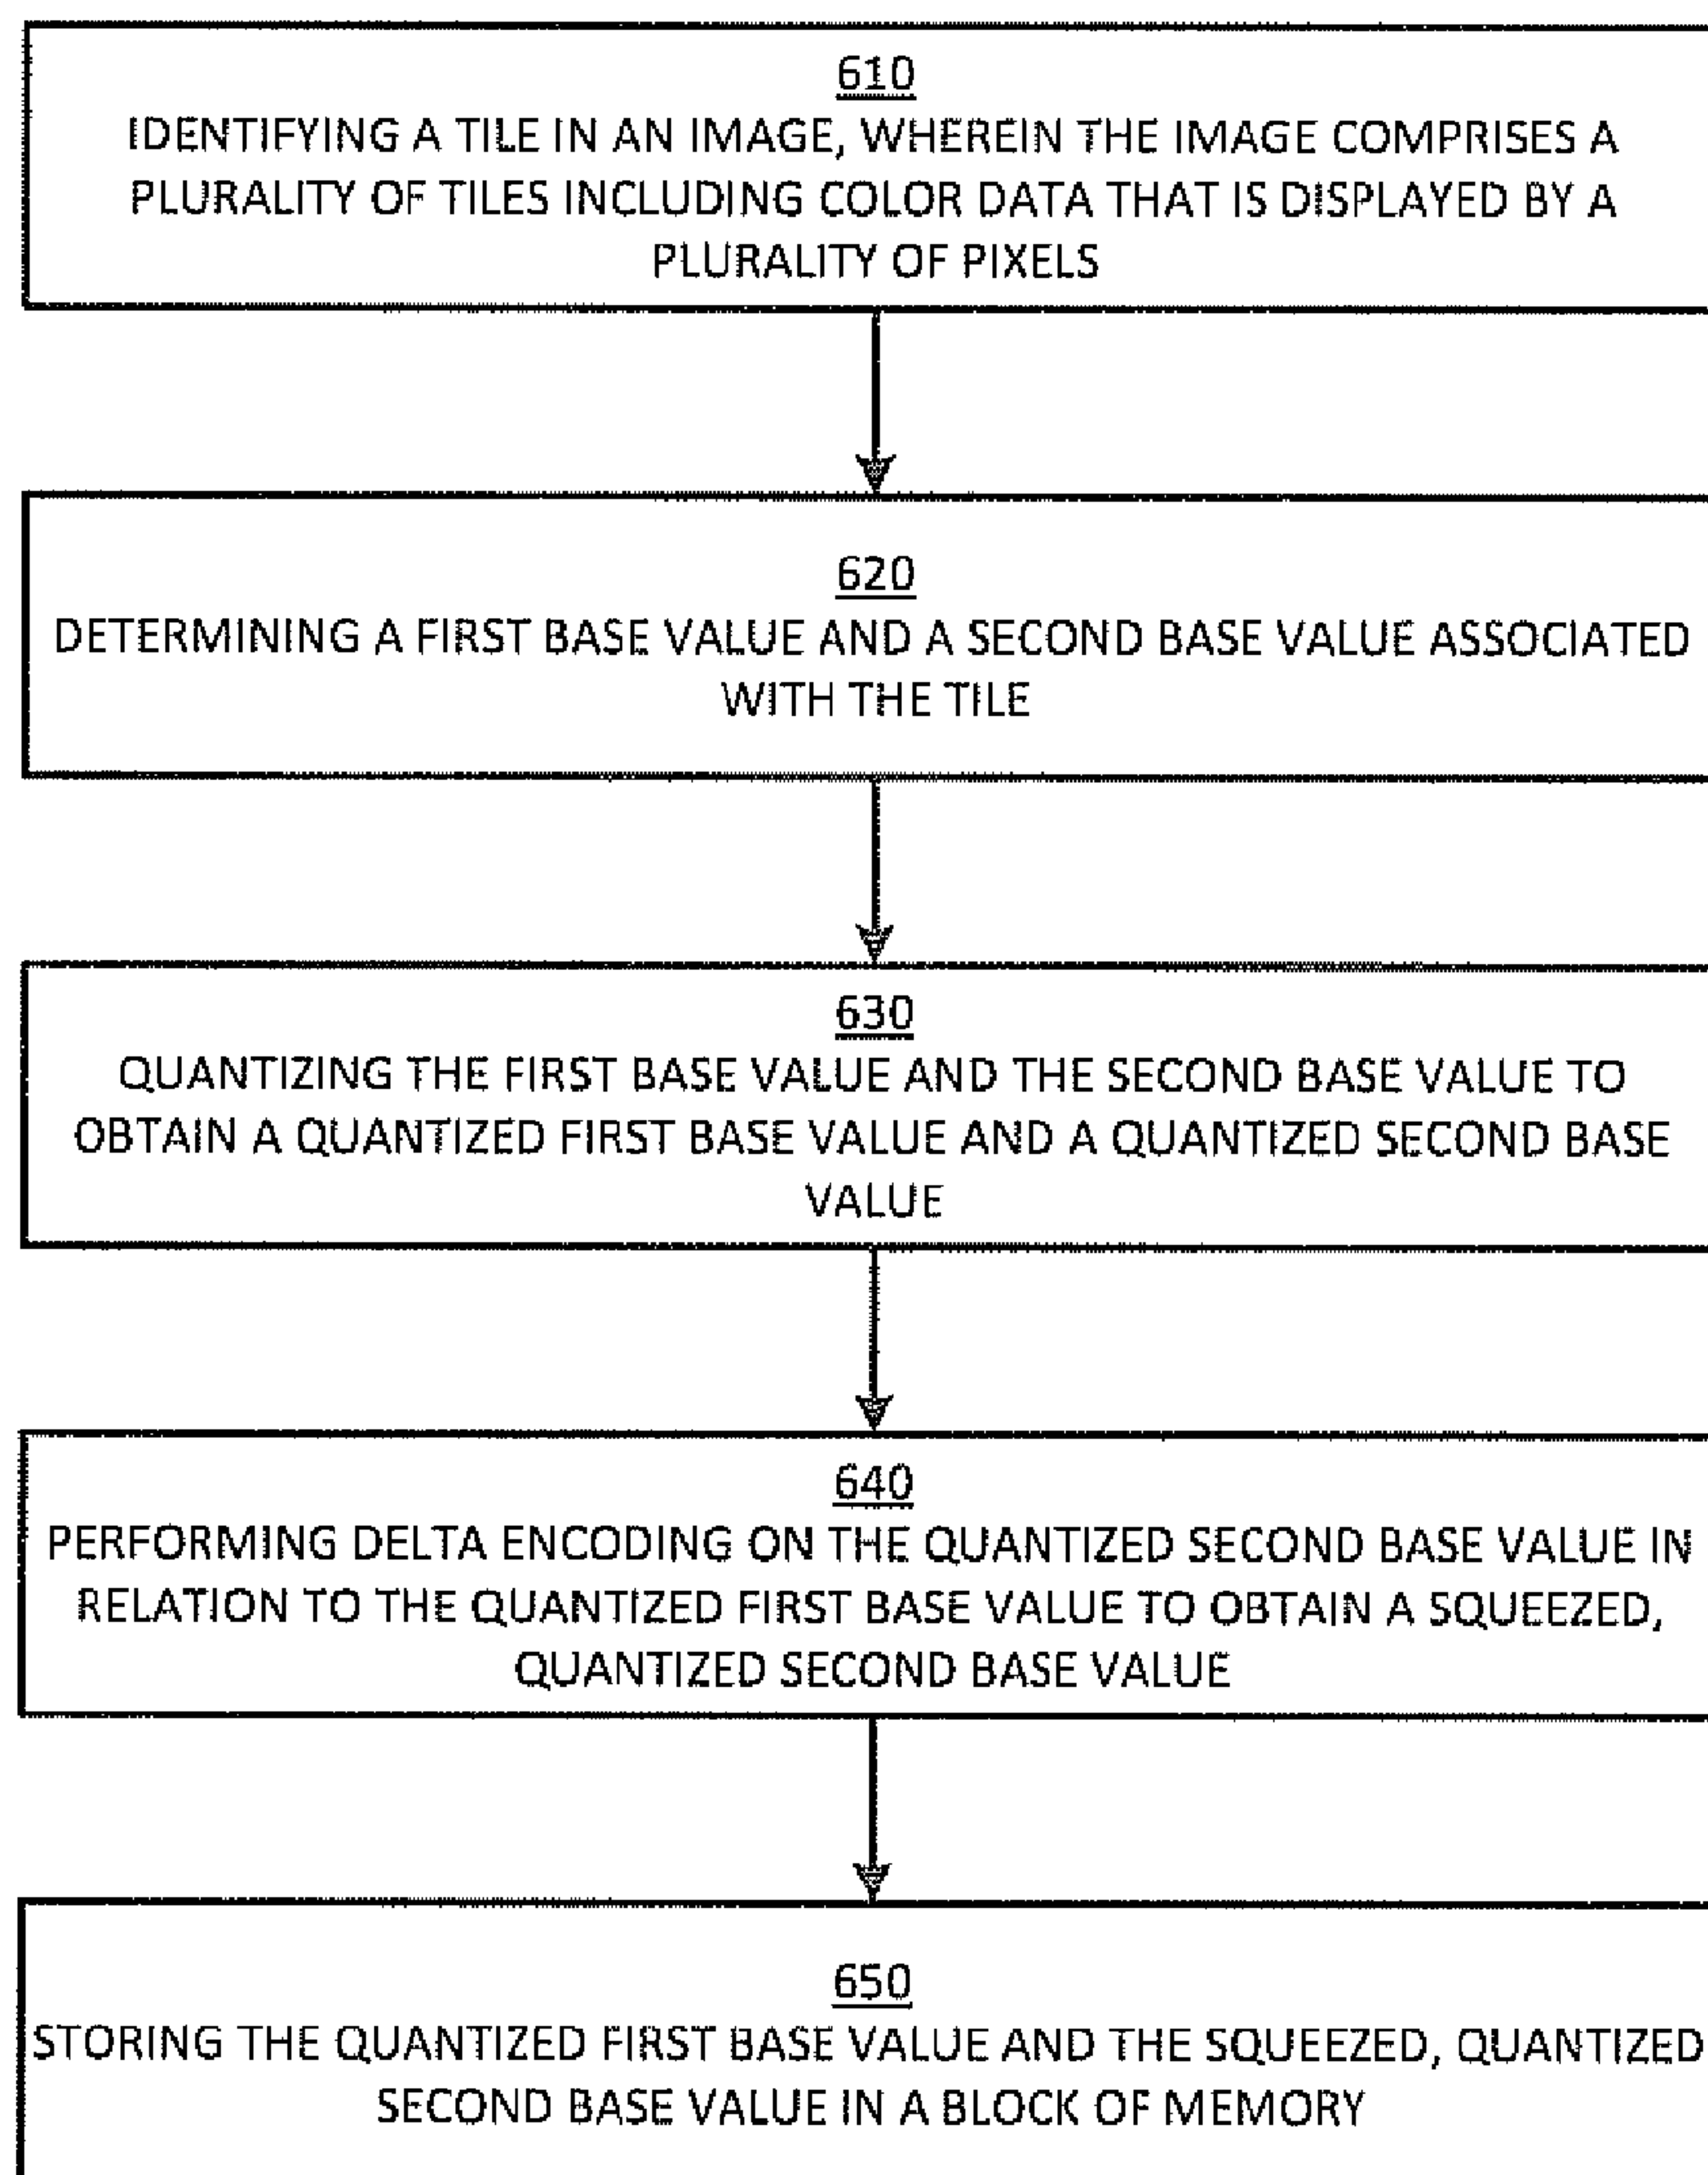 610
IDENTIFYING A TILE IN AN IMAGE, WHEREIN THE IMAGE COMPRISES A
PLURALITY OF TILES INCLUDING COLOR DATA THAT IS DISPLAYED BY A
PLURALITY OF PIXELS
620
DETERMINING A FIRST BASE VALUE AND A SECOND BASE VALUE ASSOCIATED
WITH THE TILE
630
QUANTIZING THE FIRST BASE VALUE AND THE SECOND BASE VALUE TO
OBTAIN A QUANTIZED FIRST BASE VALUE AND A QUANTIZED SECOND BASE
VALUE
640
PERFORMING DELTA ENCODING ON THE QUANTIZED SECOND BASE VALUE IN
RELATION TO THE QUANTIZED FIRST BASE VALUE TO OBTAIN A SQUEEZED,
QUANTIZED SECOND BASE VALUE
650
STORING THE QUANTIZED FIRST BASE VALUE AND THE SQUEEZED, QUANTIZED
SECOND BASE VALUE IN A BLOCK OF MEMORY